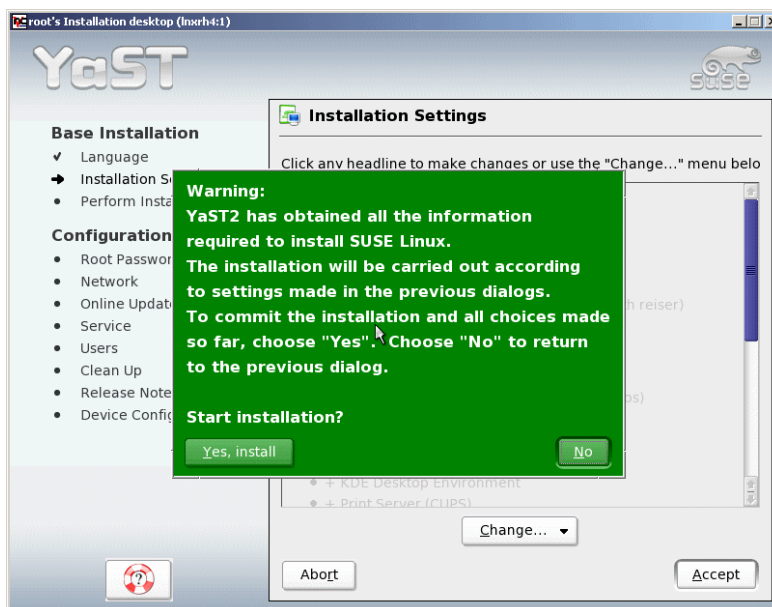 root's Installation desktop (lnxrh4:1)
YaST
suse
Base Installation
Language
Installation S
Perform Insta
Configuration
Root Passwor
Network
Online Updat
Service
Users
Clean Up
Release Note
Device Config
Installation Settings
Click any headline to make changes or use the "Change..." menu belo
Warning:
YaST2 has obtained all the information
required to install SUSE Linux.
The installation will be carried out according
to settings made in the previous dialogs.
To commit the installation and all choices made
so far, choose "Yes". Choose "No" to return
to the previous dialog.
Start installation?
Yes, install
No
h reiser)
os)
+ KDE Desktop Environment
+ Print Server (CUPS)
Change...
Abort
Accept